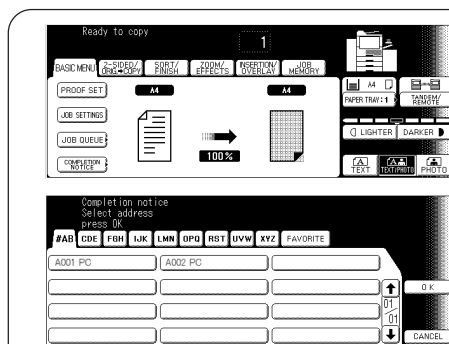 Ready to copy
1
BASIC MENU
2-SIDED/
ORIG.➔COPY
SORT/
FINISH
ZOOM/
EFFECTS
INSERTION/
OVERLAY
JOB
MEMORY
PROOF SET
JOB SETTINGS
JOB QUEUE
COMPLETION
NOTICE
A4
A4
100%
A4
PAPER TRAY:1
TANDEM/
REMOTE
LIGHTER
DARKER
TEXT
TEXT/PHOTO
PHOTO
Completion notice
Select address
press OK
#AB CDE FGH IJK LMN OPQ RST UVW XYZ FAVORITE
A001 PC
A002 PC
OK
01/01
CANCEL